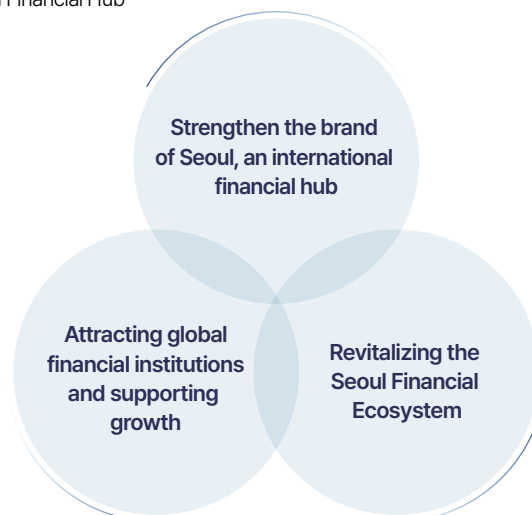 Financial Hub
Strengthen the brand
of Seoul, an international
financial hub
Attracting global
financial institutions
and supporting
growth
Revitalizing the
Seoul Financial
Ecosystem